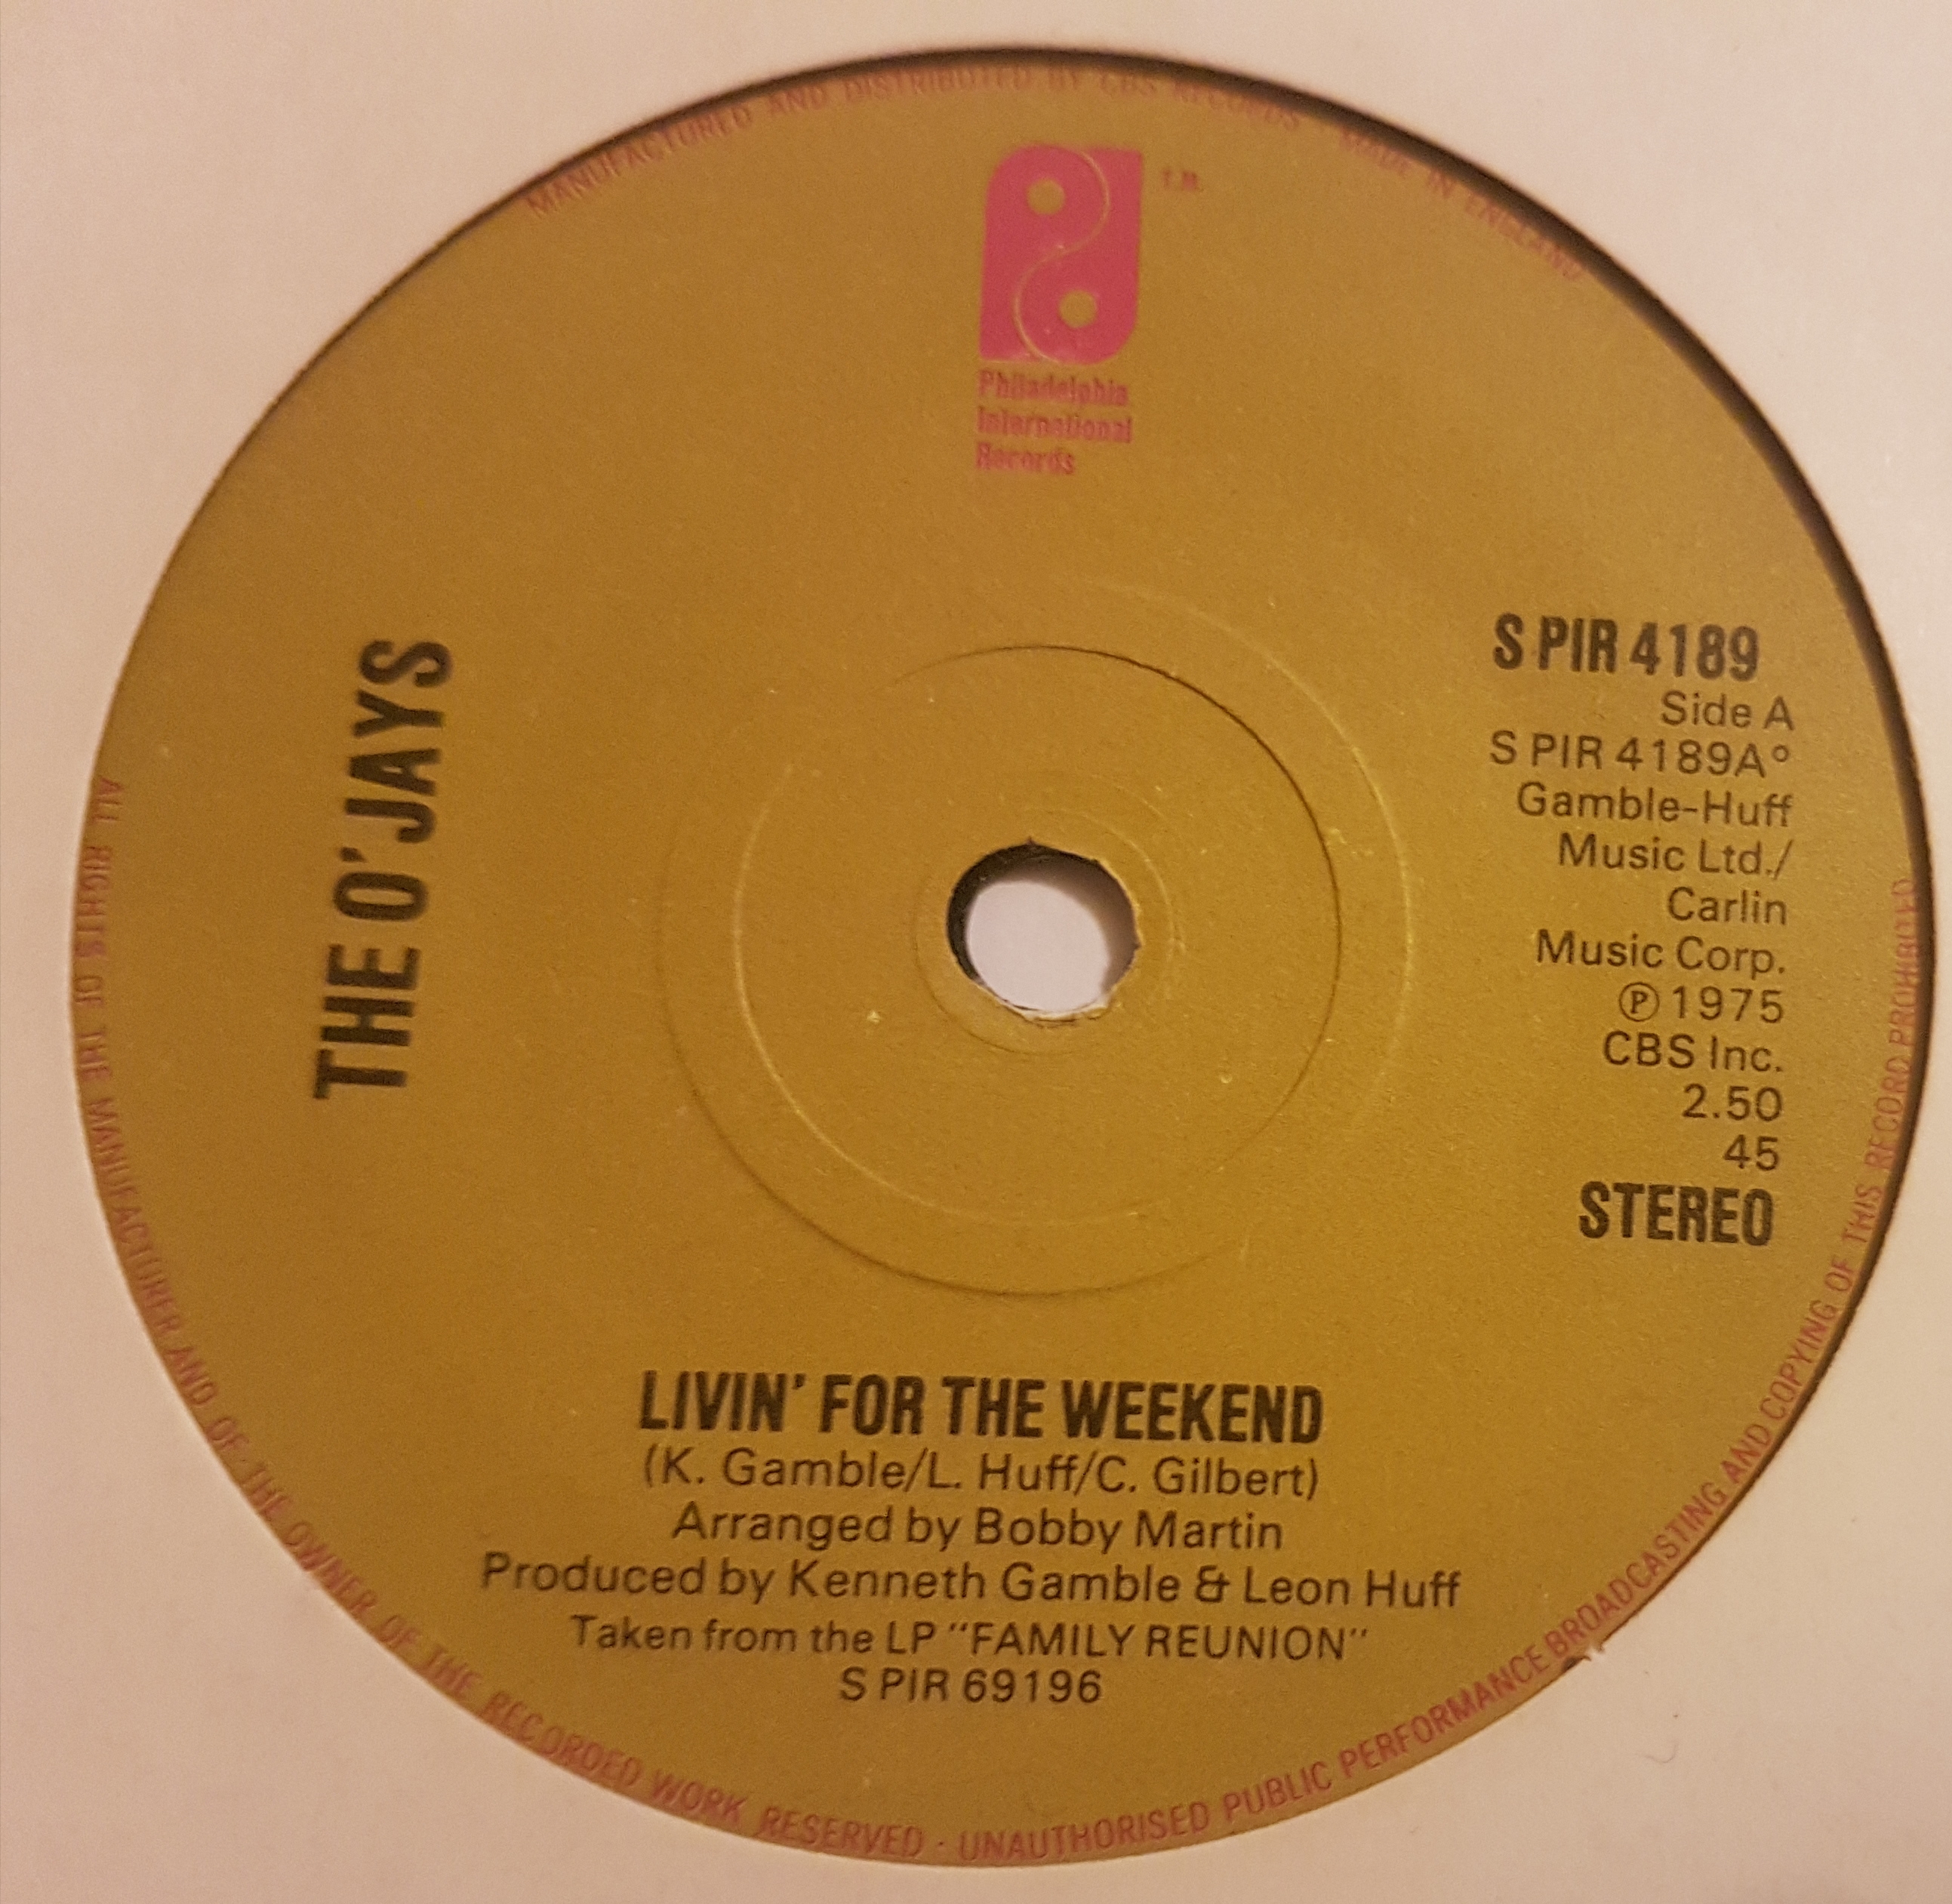 MANUFACTURED AND DISTRIBUTED BY CBS RECORDS · MADE IN ENGLAND
T.M.
Philadelphia
International
Records
THE O'JAYS
S PIR 4189
Side A
S PIR 4189A°
Gamble-Huff
Music Ltd./
Carlin
Music Corp.
℗ 1975
CBS Inc.
2.50
45
STEREO
LIVIN' FOR THE WEEKEND
(K. Gamble/L. Huff/C. Gilbert)
Arranged by Bobby Martin
Produced by Kenneth Gamble & Leon Huff
Taken from the LP "FAMILY REUNION"
S PIR 69196
ALL RIGHTS OF THE MANUFACTURER AND OF THE OWNER OF THE RECORDED WORK RESERVED · UNAUTHORISED PUBLIC PERFORMANCE BROADCASTING AND COPYING OF THIS RECORD PROHIBITED